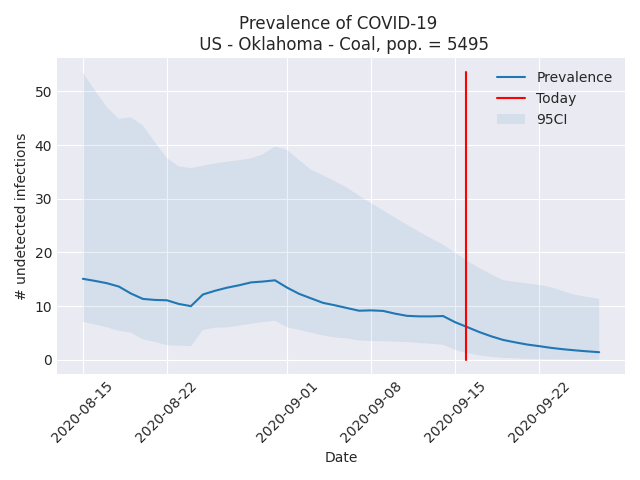 Prevalence of COVID-19
US - Oklahoma - Coal, pop. = 5495
Prevalence
Today
95CI
# undetected infections
50
40
30
20
10
0
2020-08-15
2020-08-22
2020-09-01
2020-09-08
2020-09-15
2020-09-22
Date